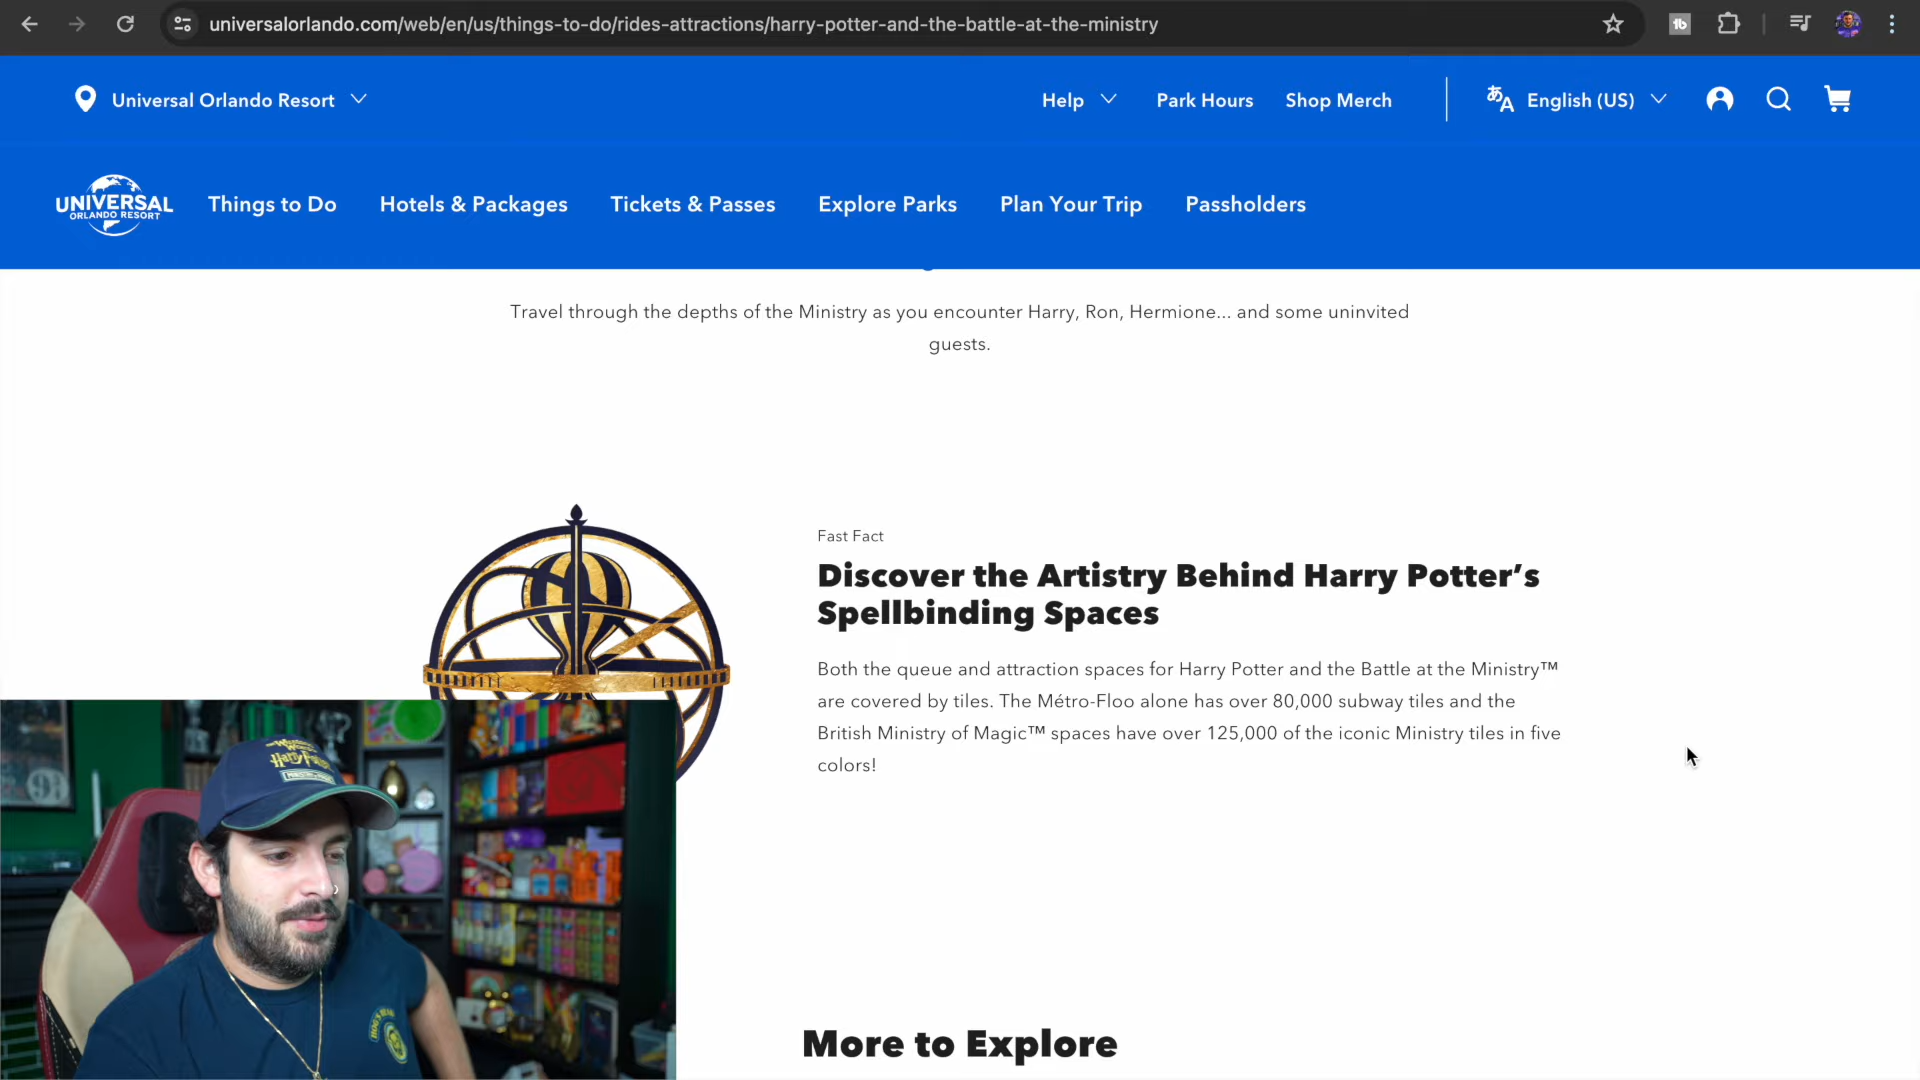 universalorlando.com/web/en/us/things-to-do/rides-attractions/harry-potter-and-the-battle-at-the-ministry
Universal Orlando Resort
Help
Park Hours
Shop Merch
English (US)
UNIVERSAL
ORLANDO RESORT
Things to Do
Hotels & Packages
Tickets & Passes
Explore Parks
Plan Your Trip
Passholders
Travel through the depths of the Ministry as you encounter Harry, Ron, Hermione... and some uninvited
guests.
Fast Fact
Discover the Artistry Behind Harry Potter’s
Spellbinding Spaces
Both the queue and attraction spaces for Harry Potter and the Battle at the Ministry™
are covered by tiles. The Métro-Floo alone has over 80,000 subway tiles and the
British Ministry of Magic™ spaces have over 125,000 of the iconic Ministry tiles in five
colors!
Harry Potter
More to Explore